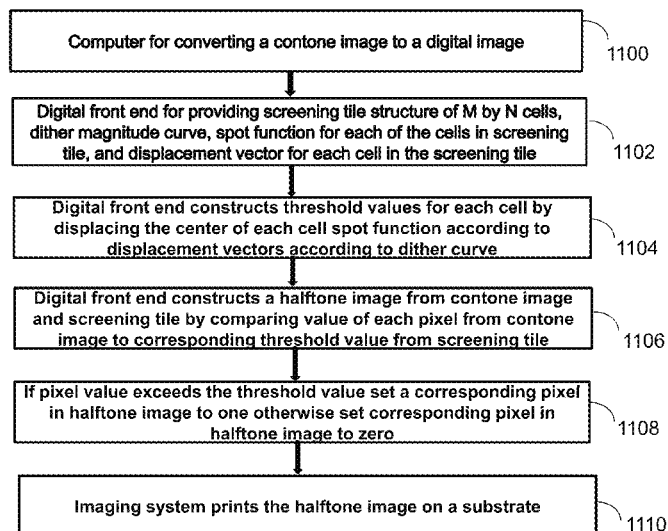 Computer for converting a contone image to a digital image
1100
Digital front end for providing screening tile structure of M by N cells,
dither magnitude curve, spot function for each of the cells in screening
tile, and displacement vector for each cell in the screening tile
1102
Digital front end constructs threshold values for each cell by
displacing the center of each cell spot function according to
displacement vectors according to dither curve
1104
Digital front end constructs a halftone image from contone image
and screening tile by comparing value of each pixel from contone
image to corresponding threshold value from screening tile
1106
If pixel value exceeds the threshold value set a corresponding pixel
in halftone image to one otherwise set corresponding pixel in
halftone image to zero
1108
Imaging system prints the halftone image on a substrate
1110